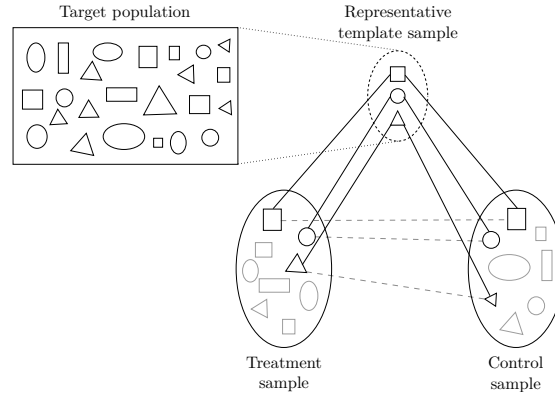 Target population
Representative
template sample
Treatment
sample
Control
sample